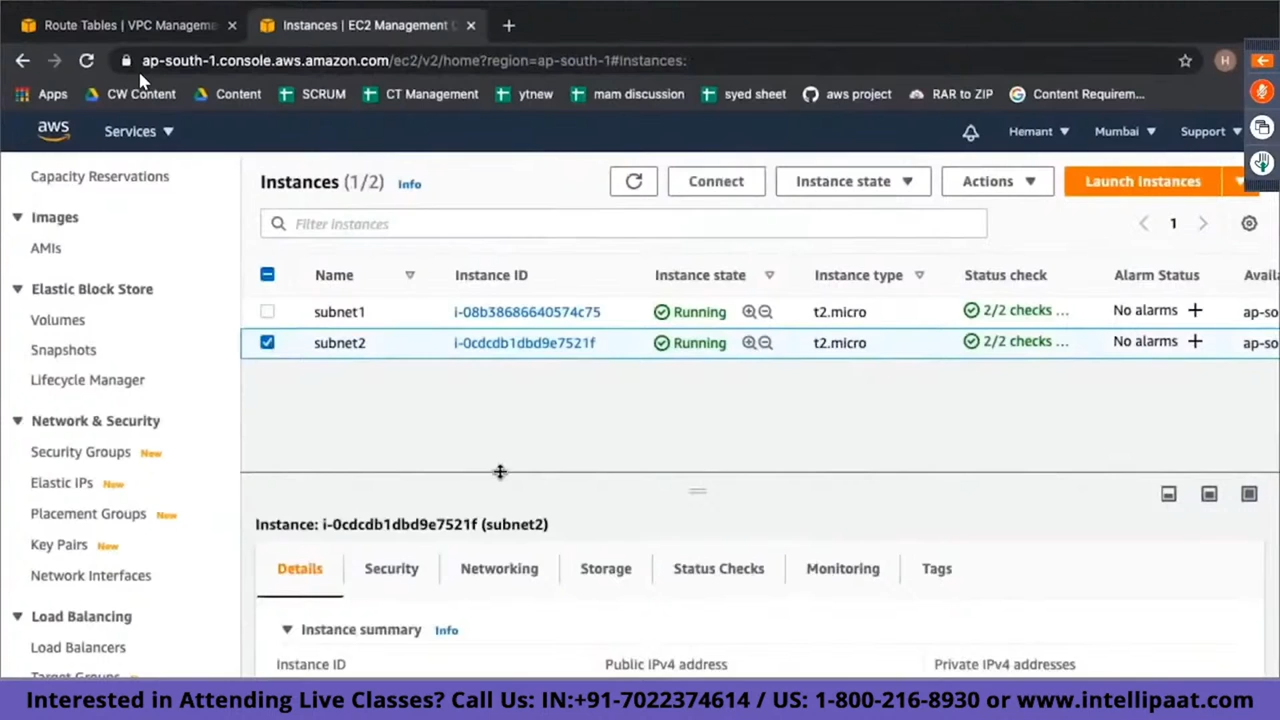 Route Tables | VPC Manageme
Instances | EC2 Management
ap-south-1.console.aws.amazon.com/ec2/v2/home?region=ap-south-1#Instances:
H
Apps CW Content Content SCRUM CT Management ytnew mam discussion syed sheet aws project RAR to ZIP Content Requirem...
aws Services Hemant Mumbai Support
Capacity Reservations
Images
AMIs
Elastic Block Store
Volumes
Snapshots
Lifecycle Manager
Network & Security
Security Groups New
Elastic IPs New
Placement Groups New
Key Pairs New
Network Interfaces
Load Balancing
Load Balancers
Target Groups
Instances (1/2) Info
Connect Instance state Actions Launch Instances
Filter instances
1
Name Instance ID Instance state Instance type Status check Alarm Status Availa
subnet1 i-08b38686640574c75 Running t2.micro 2/2 checks ... No alarms + ap-so
subnet2 i-0cdcdb1dbd9e7521f Running t2.micro 2/2 checks ... No alarms + ap-so
Instance: i-0cdcdb1dbd9e7521f (subnet2)
Details Security Networking Storage Status Checks Monitoring Tags
Instance summary Info
Instance ID Public IPv4 address Private IPv4 addresses
Interested in Attending Live Classes? Call Us: IN:+91-7022374614 / US: 1-800-216-8930 or www.intellipaat.com